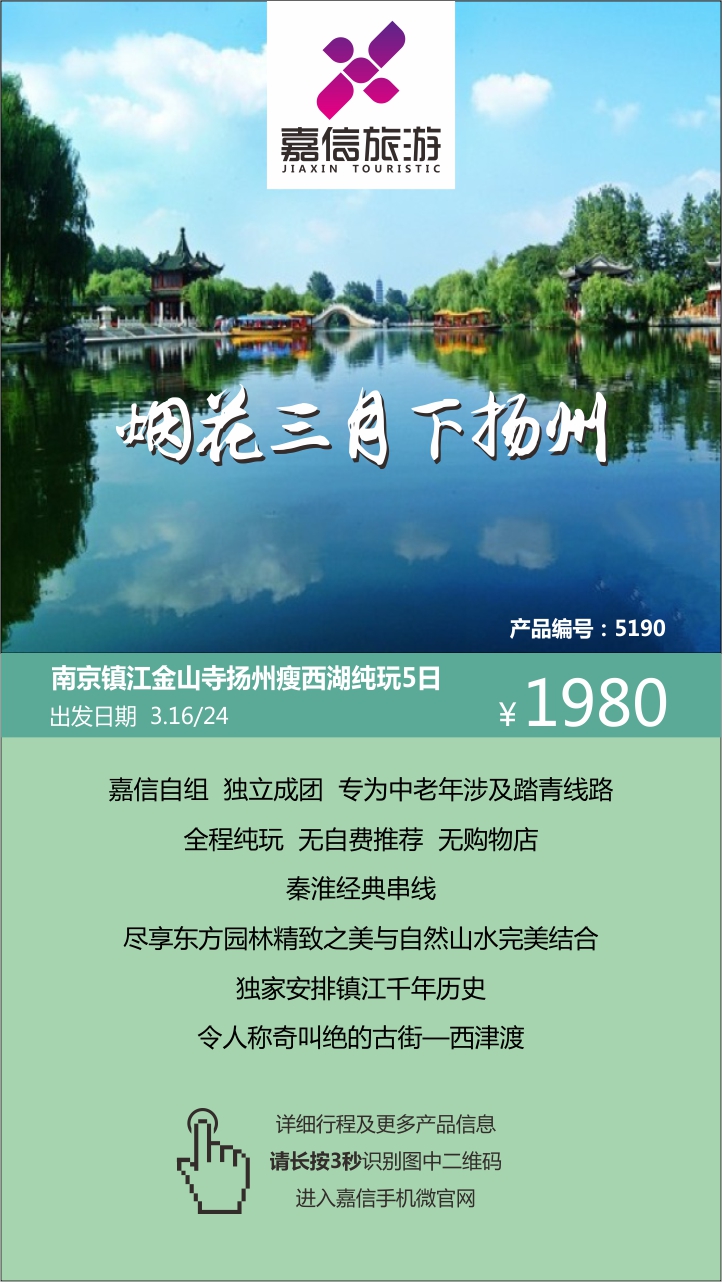 嘉信旅游
JIAXIN TOURISTIC
烟花三月下扬州
产品编号：5190
南京镇江金山寺扬州瘦西湖纯玩5日
出发日期 3.16/24
¥1980
嘉信自组 独立成团 专为中老年涉及踏青线路
全程纯玩 无自费推荐 无购物店
秦淮经典串线
尽享东方园林精致之美与自然山水完美结合
独家安排镇江千年历史
令人称奇叫绝的古街—西津渡
详细行程及更多产品信息
请长按3秒识别图中二维码
进入嘉信手机微官网